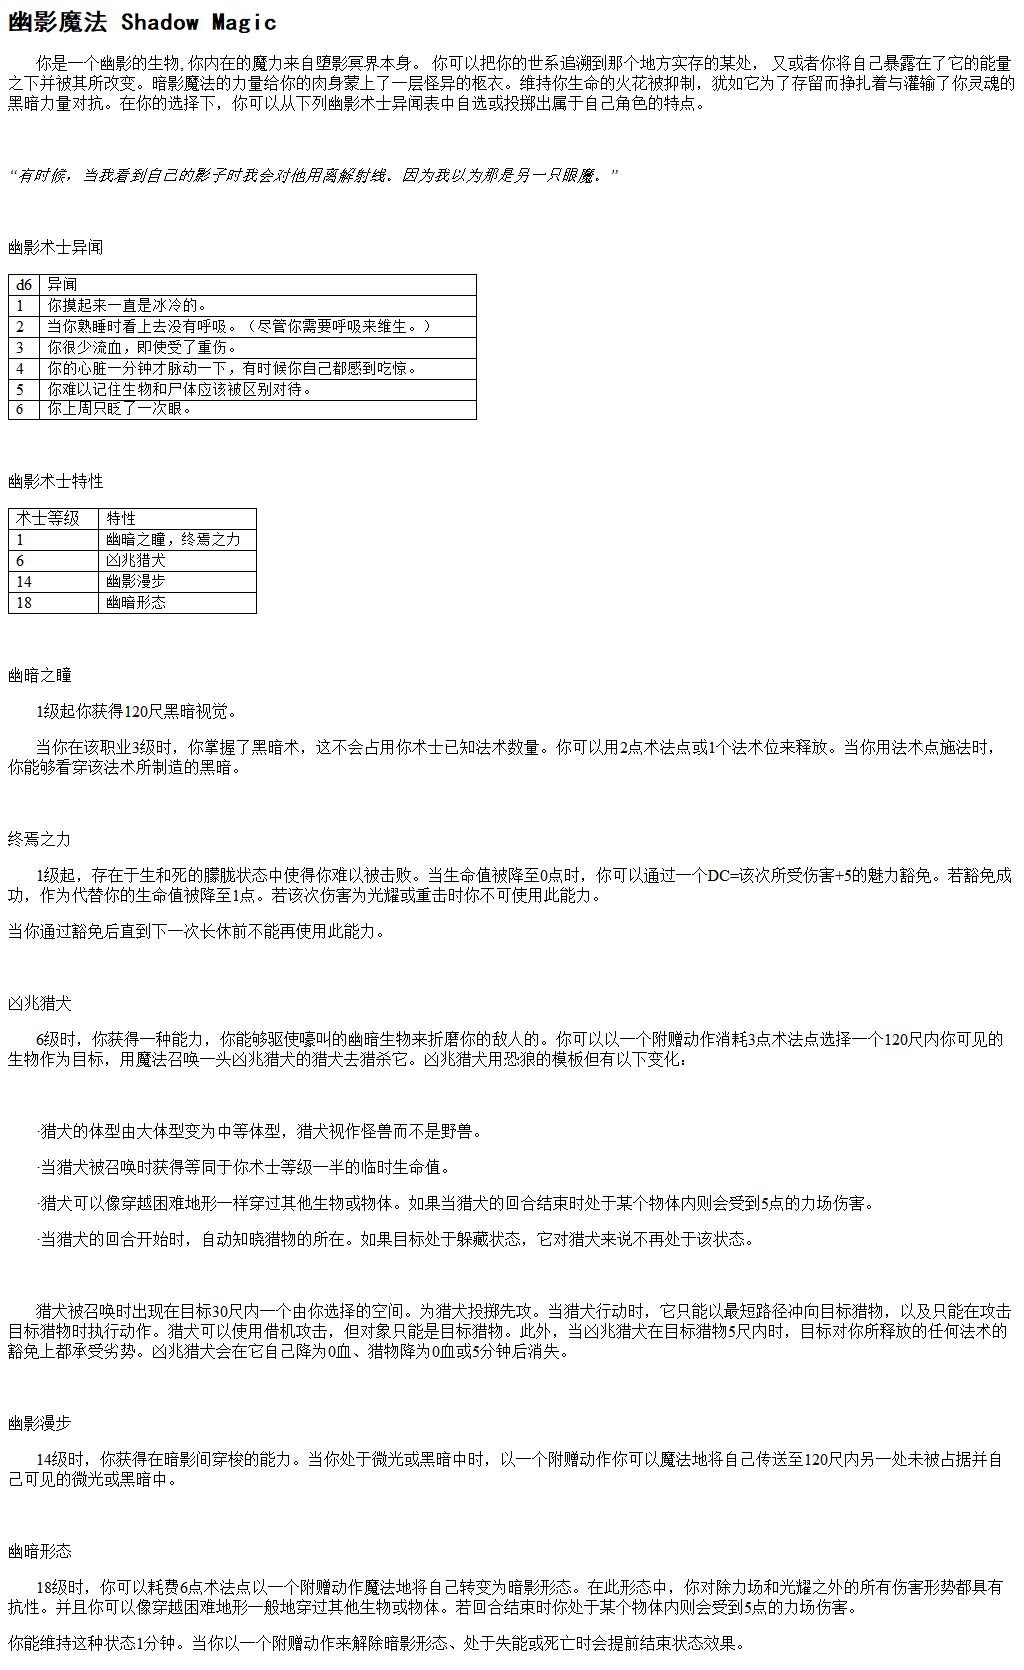 幽影魔法 Shadow Magic
你是一个幽影的生物, 你内在的魔力来自堕影冥界本身。 你可以把你的世系追溯到那个地方实存的某处， 又或者你将自己暴露在了它的能量
之下并被其所改变。暗影魔法的力量给你的肉身蒙上了一层怪异的柩衣。维持你生命的火花被抑制，犹如它为了存留而挣扎着与灌输了你灵魂的
黑暗力量对抗。在你的选择下，你可以从下列幽影术士异闻表中自选或投掷出属于自己角色的特点。
“有时候，当我看到自己的影子时我会对他用离解射线。因为我以为那是另一只眼魔。”
幽影术士异闻
d6 异闻
1 你摸起来一直是冰冷的。
2 当你熟睡时看上去没有呼吸。（尽管你需要呼吸来维生。）
3 你很少流血，即使受了重伤。
4 你的心脏一分钟才脉动一下，有时候你自己都感到吃惊。
5 你难以记住生物和尸体应该被区别对待。
6 你上周只眨了一次眼。
幽影术士特性
术士等级 特性
1 幽暗之瞳，终焉之力
6 凶兆猎犬
14 幽影漫步
18 幽暗形态
幽暗之瞳
1级起你获得120尺黑暗视觉。
当你在该职业3级时，你掌握了黑暗术，这不会占用你术士已知法术数量。你可以用2点术法点或1个法术位来释放。当你用法术点施法时，
你能够看穿该法术所制造的黑暗。
终焉之力
1级起，存在于生和死的朦胧状态中使得你难以被击败。当生命值被降至0点时，你可以通过一个DC=该次所受伤害+5的魅力豁免。若豁免成
功，作为代替你的生命值被降至1点。若该次伤害为光耀或重击时你不可使用此能力。
当你通过豁免后直到下一次长休前不能再使用此能力。
凶兆猎犬
6级时，你获得一种能力，你能够驱使嚎叫的幽暗生物来折磨你的敌人的。你可以以一个附赠动作消耗3点术法点选择一个120尺内你可见的
生物作为目标，用魔法召唤一头凶兆猎犬的猎犬去猎杀它。凶兆猎犬用恐狼的模板但有以下变化：
·猎犬的体型由大体型变为中等体型，猎犬视作怪兽而不是野兽。
·当猎犬被召唤时获得等同于你术士等级一半的临时生命值。
·猎犬可以像穿越困难地形一样穿过其他生物或物体。如果当猎犬的回合结束时处于某个物体内则会受到5点的力场伤害。
·当猎犬的回合开始时，自动知晓猎物的所在。如果目标处于躲藏状态，它对猎犬来说不再处于该状态。
猎犬被召唤时出现在目标30尺内一个由你选择的空间。为猎犬投掷先攻。当猎犬行动时，它只能以最短路径冲向目标猎物，以及只能在攻击
目标猎物时执行动作。猎犬可以使用借机攻击，但对象只能是目标猎物。此外，当凶兆猎犬在目标猎物5尺内时，目标对你所释放的任何法术的
豁免上都承受劣势。凶兆猎犬会在它自己降为0血、猎物降为0血或5分钟后消失。
幽影漫步
14级时，你获得在暗影间穿梭的能力。当你处于微光或黑暗中时，以一个附赠动作你可以魔法地将自己传送至120尺内另一处未被占据并自
己可见的微光或黑暗中。
幽暗形态
18级时，你可以耗费6点术法点以一个附赠动作魔法地将自己转变为暗影形态。在此形态中，你对除力场和光耀之外的所有伤害形势都具有
抗性。并且你可以像穿越困难地形一般地穿过其他生物或物体。若回合结束时你处于某个物体内则会受到5点的力场伤害。
你能维持这种状态1分钟。当你以一个附赠动作来解除暗影形态、处于失能或死亡时会提前结束状态效果。